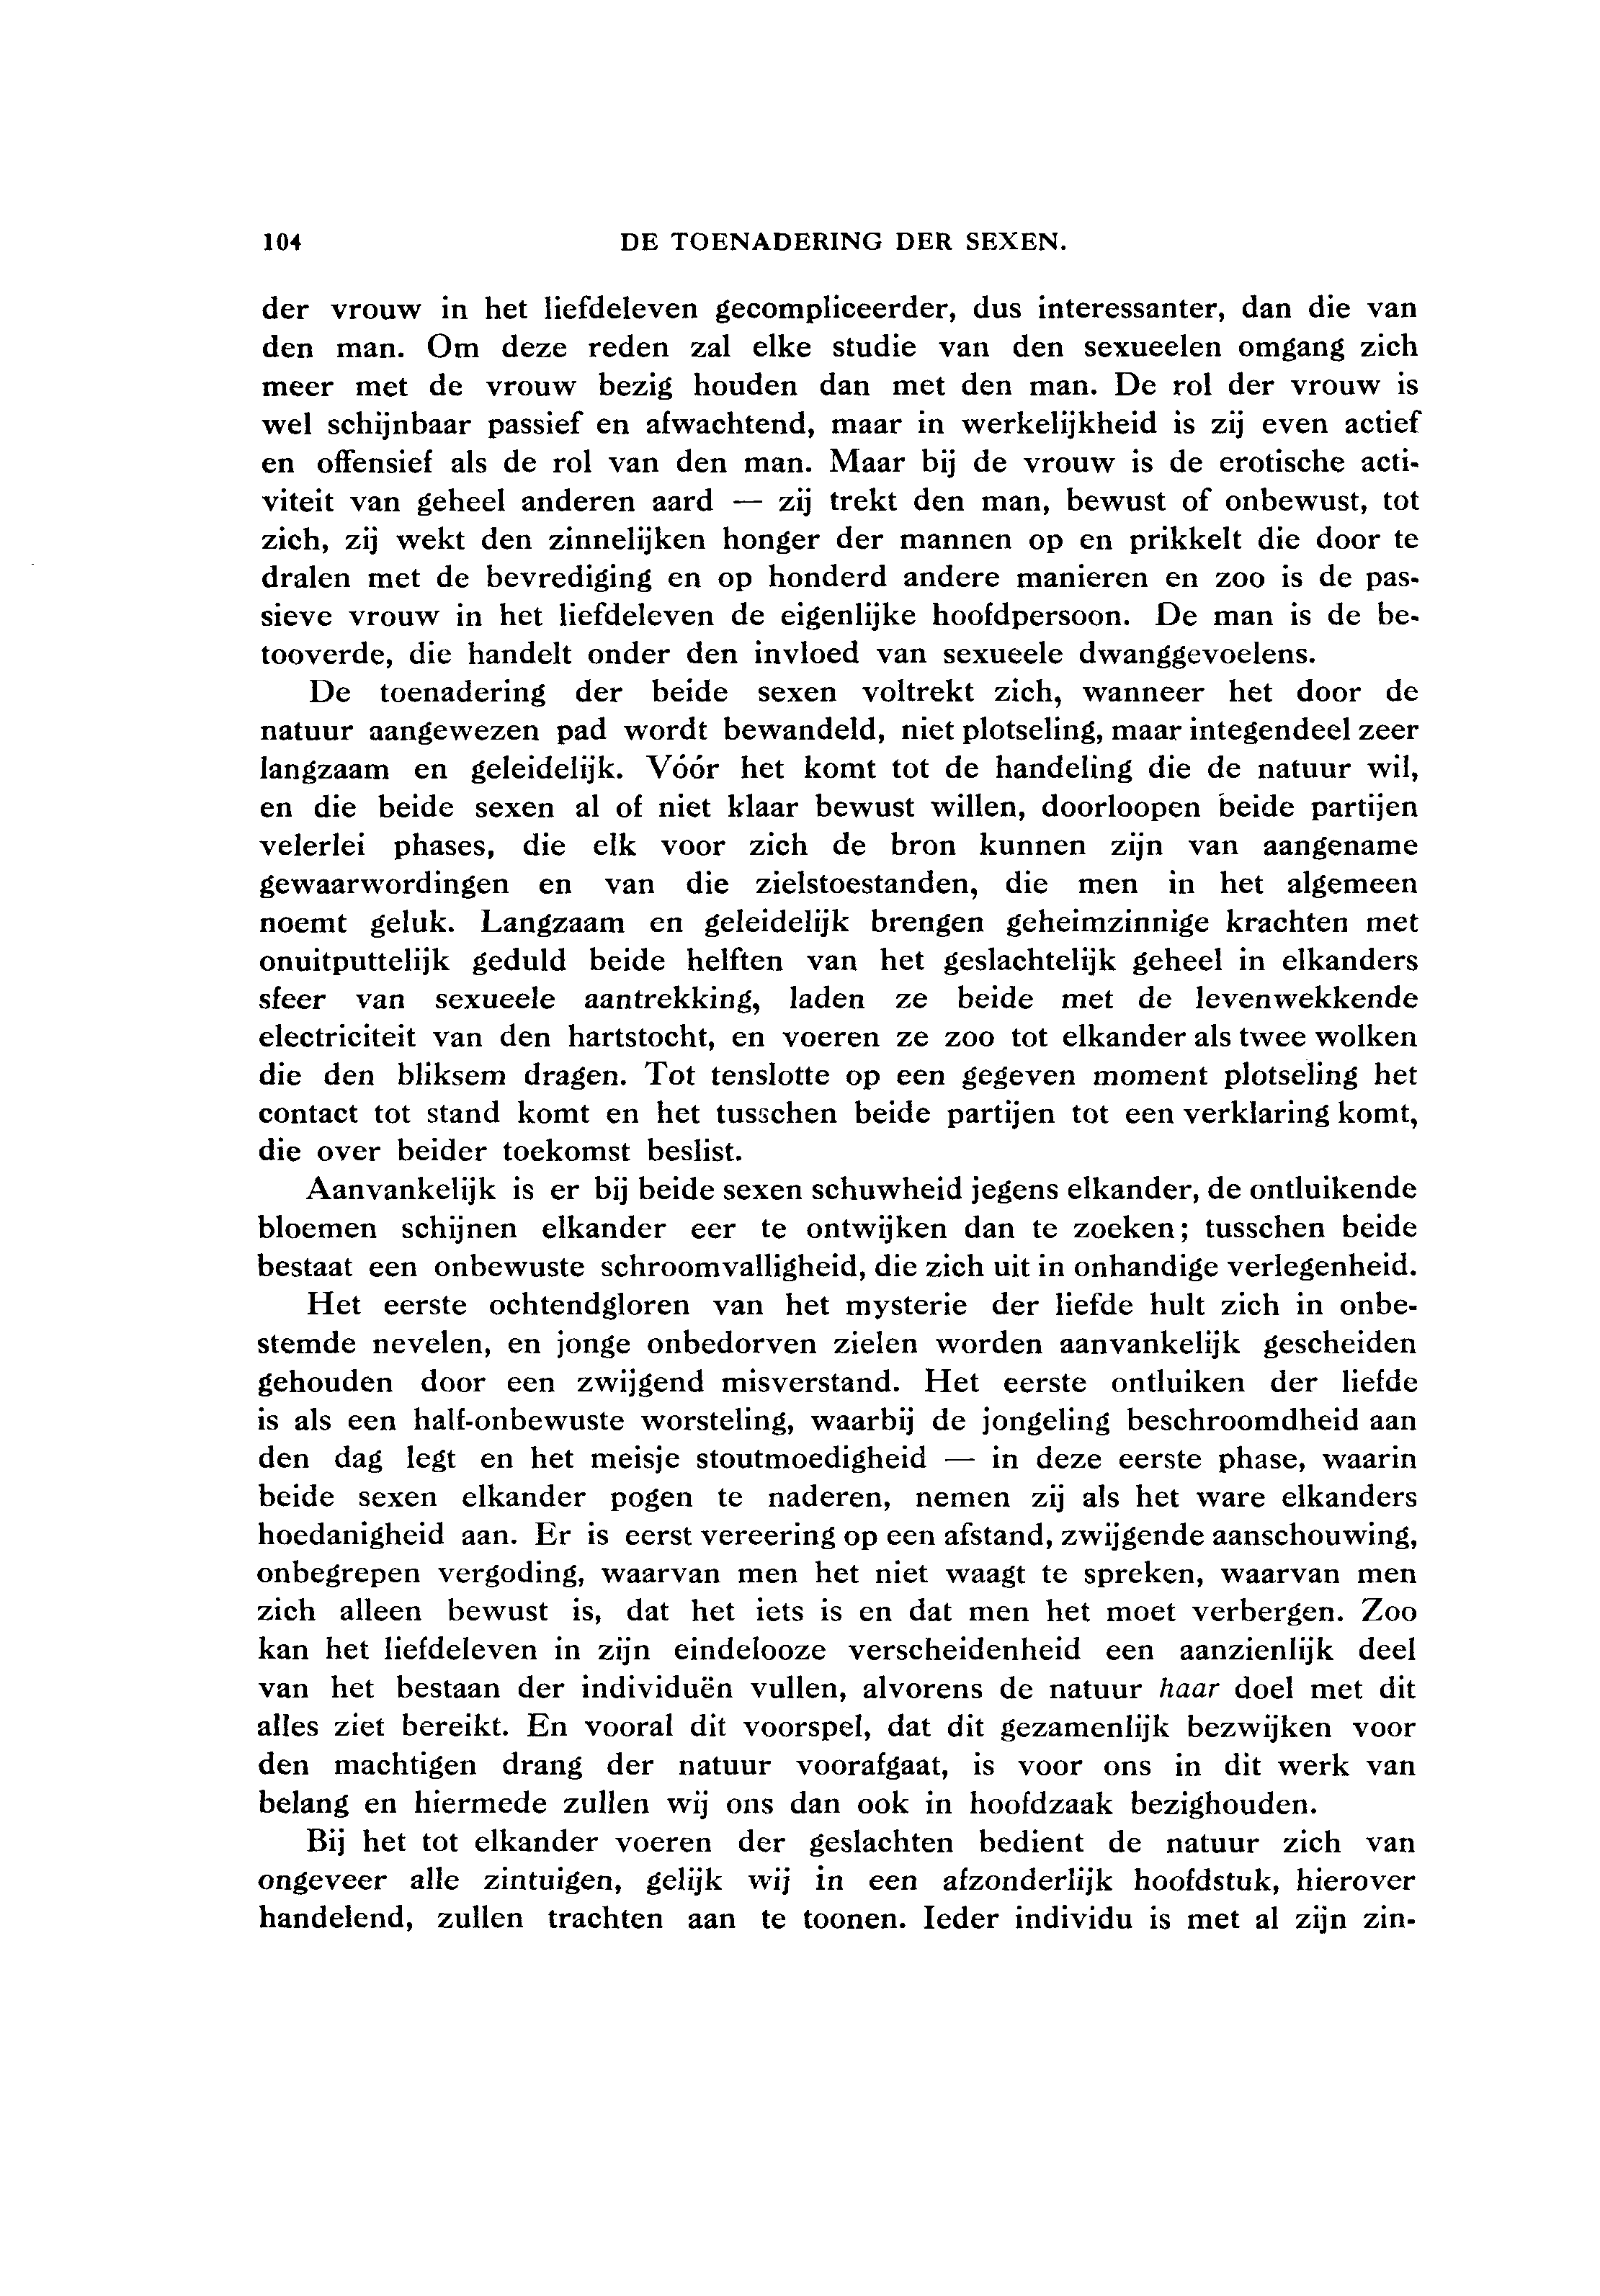 104 DE TOENADERING DER SEXEN.
der vrouw in het liefdeleven gecompliceerder, dus interessanter, dan die van
den man. Om deze reden zal elke studie van den sexueelen omgang zich
meer met de vrouw bezig houden dan met den man. De rol der vrouw is
wel schijnbaar passief en afwachtend, maar in werkelijkheid is zij even actief
en offensief als de rol van den man. Maar bij de vrouw is de erotische acti-
viteit van geheel anderen aard — zij trekt den man, bewust of onbewust, tot
zich, zij wekt den zinnelijken honger der mannen op en prikkelt die door te
dralen met de bevrediging en op honderd andere manieren en zoo is de pas-
sieve vrouw in het liefdeleven de eigenlijke hoofdpersoon. De man is de be-
tooverde, die handelt onder den invloed van sexueele dwanggevoelens.
De toenadering der beide sexen voltrekt zich, wanneer het door de
natuur aangewezen pad wordt bewandeld, niet plotseling, maar integendeel zeer
langzaam en geleidelijk. Vóór het komt tot de handeling die de natuur wil,
en die beide sexen al of niet klaar bewust willen, doorloopen beide partijen
velerlei phases, die elk voor zich de bron kunnen zijn van aangename
gewaarwordingen en van die zielstoestanden, die men in het algemeen
noemt geluk. Langzaam en geleidelijk brengen geheimzinnige krachten met
onuitputtelijk geduld beide helften van het geslachtelijk geheel in elkanders
sfeer van sexueele aantrekking, laden ze beide met de levenwekkende
electriciteit van den hartstocht, en voeren ze zoo tot elkander als twee wolken
die den bliksem dragen. Tot tenslotte op een gegeven moment plotseling het
contact tot stand komt en het tusschen beide partijen tot een verklaring komt,
die over beider toekomst beslist.
Aanvankelijk is er bij beide sexen schuwheid jegens elkander, de ontluikende
bloemen schijnen elkander eer te ontwijken dan te zoeken; tusschen beide
bestaat een onbewuste schroomvalligheid, die zich uit in onhandige verlegenheid.
Het eerste ochtendgloren van het mysterie der liefde hult zich in onbe-
stemde nevelen, en jonge onbedorven zielen worden aanvankelijk gescheiden
gehouden door een zwijgend misverstand. Het eerste ontluiken der liefde
is als een half-onbewuste worsteling, waarbij de jongeling beschroomdheid aan
den dag legt en het meisje stoutmoedigheid — in deze eerste phase, waarin
beide sexen elkander pogen te naderen, nemen zij als het ware elkanders
hoedanigheid aan. Er is eerst vereering op een afstand, zwijgende aanschouwing,
onbegrepen vergoding, waarvan men het niet waagt te spreken, waarvan men
zich alleen bewust is, dat het iets is en dat men het moet verbergen. Zoo
kan het liefdeleven in zijn eindelooze verscheidenheid een aanzienlijk deel
van het bestaan der individuën vullen, alvorens de natuur haar doel met dit
alles ziet bereikt. En vooral dit voorspel, dat dit gezamenlijk bezwijken voor
den machtigen drang der natuur voorafgaat, is voor ons in dit werk van
belang en hiermede zullen wij ons dan ook in hoofdzaak bezighouden.
Bij het tot elkander voeren der geslachten bedient de natuur zich van
ongeveer alle zintuigen, gelijk wij in een afzonderlijk hoofdstuk, hierover
handelend, zullen trachten aan te toonen. Ieder individu is met al zijn zin-